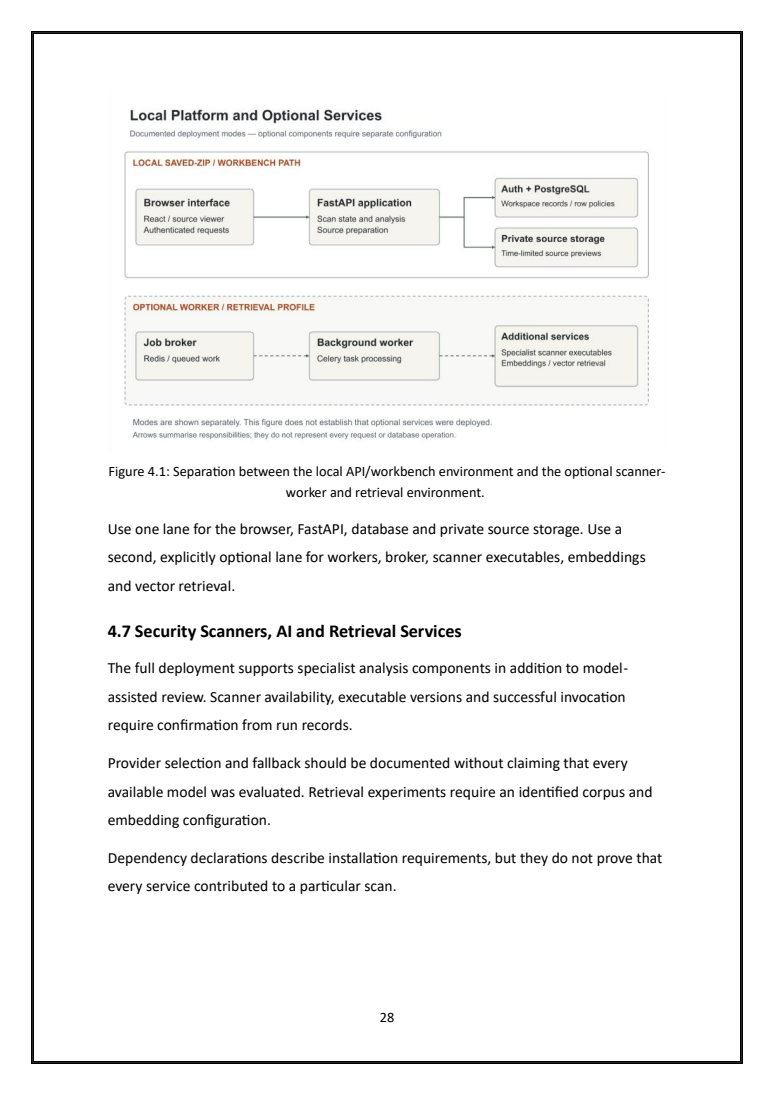 Local Platform and Optional Services
Documented deployment modes — optional components require separate configuration
LOCAL SAVED-ZIP / WORKBENCH PATH
Browser interface
React / source viewer
Authenticated requests
FastAPI application
Scan state and analysis
Source preparation
Auth + PostgreSQL
Workspace records / row policies
Private source storage
Time-limited source previews
OPTIONAL WORKER / RETRIEVAL PROFILE
Job broker
Redis / queued work
Background worker
Celery task processing
Additional services
Specialist scanner executables
Embeddings / vector retrieval
Modes are shown separately. This figure does not establish that optional services were deployed.
Arrows summarise responsibilities; they do not represent every request or database operation.
Figure 4.1: Separation between the local API/workbench environment and the optional scanner-
worker and retrieval environment.
Use one lane for the browser, FastAPI, database and private source storage. Use a
second, explicitly optional lane for workers, broker, scanner executables, embeddings
and vector retrieval.
4.7 Security Scanners, AI and Retrieval Services
The full deployment supports specialist analysis components in addition to model-
assisted review. Scanner availability, executable versions and successful invocation
require confirmation from run records.
Provider selection and fallback should be documented without claiming that every
available model was evaluated. Retrieval experiments require an identified corpus and
embedding configuration.
Dependency declarations describe installation requirements, but they do not prove that
every service contributed to a particular scan.
28